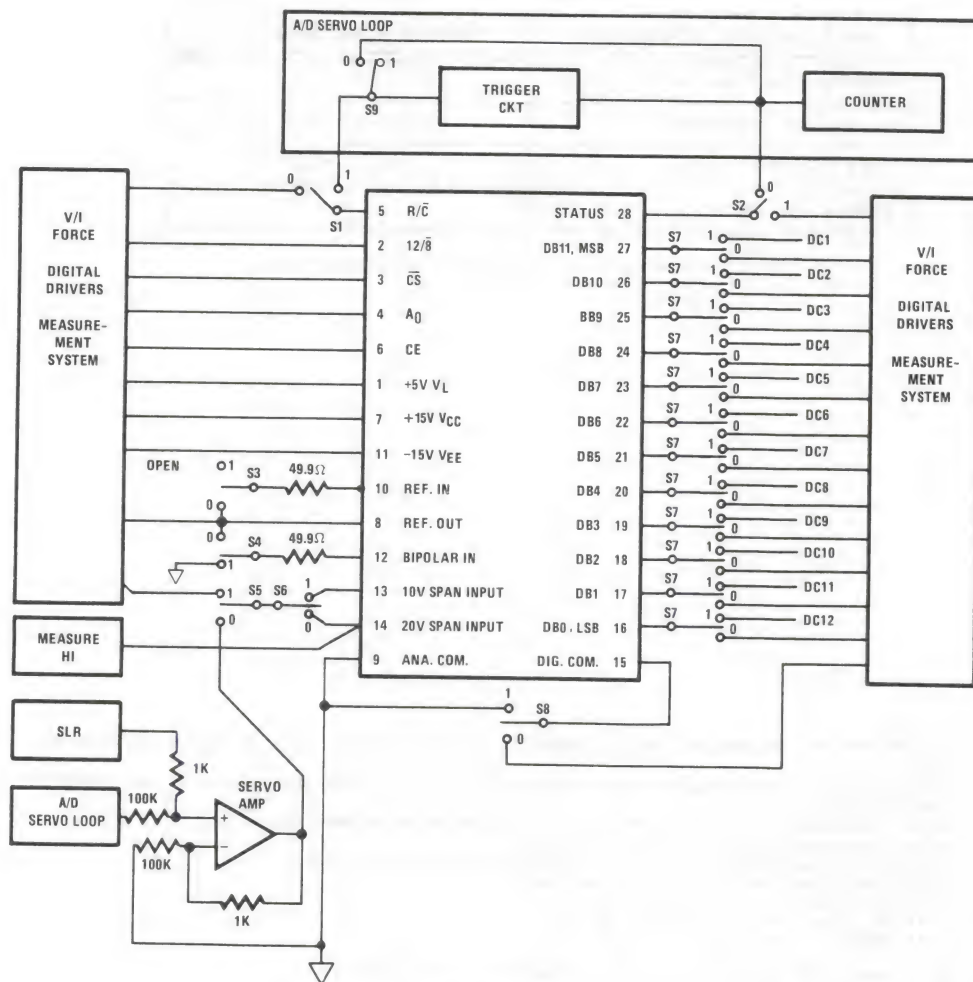 A/D SERVO LOOP
0
1
S9
TRIGGER
CKT
COUNTER
V/I
FORCE
DIGITAL
DRIVERS
MEASURE-
MENT
SYSTEM
0
1
S1
5 R/C̅
2 12/8̅
3 C̅S̅
4 A0
6 CE
1 +5V VL
7 +15V VCC
11 -15V VEE
10 REF. IN
8 REF. OUT
12 BIPOLAR IN
13 10V SPAN INPUT
14 20V SPAN INPUT
9 ANA. COM.
STATUS 28
DB11, MSB 27
DB10 26
BB9 25
DB8 24
DB7 23
DB6 22
DB5 21
DB4 20
DB3 19
DB2 18
DB1 17
DB0, LSB 16
DIG. COM. 15
0
S2 1
S7 1 0 DC1
S7 1 0 DC2
S7 1 0 DC3
S7 1 0 DC4
S7 1 0 DC5
S7 1 0 DC6
S7 1 0 DC7
S7 1 0 DC8
S7 1 0 DC9
S7 1 0 DC10
S7 1 0 DC11
S7 1 0 DC12
V/I
FORCE
DIGITAL
DRIVERS
MEASURE-
MENT
SYSTEM
OPEN
1
S3
49.9Ω
0
0
S4
49.9Ω
1
1
S5 S6
0
1
0
MEASURE
HI
1
S8
0
SLR
1K
A/D
SERVO LOOP
100K
SERVO
AMP
+
−
100K
1K